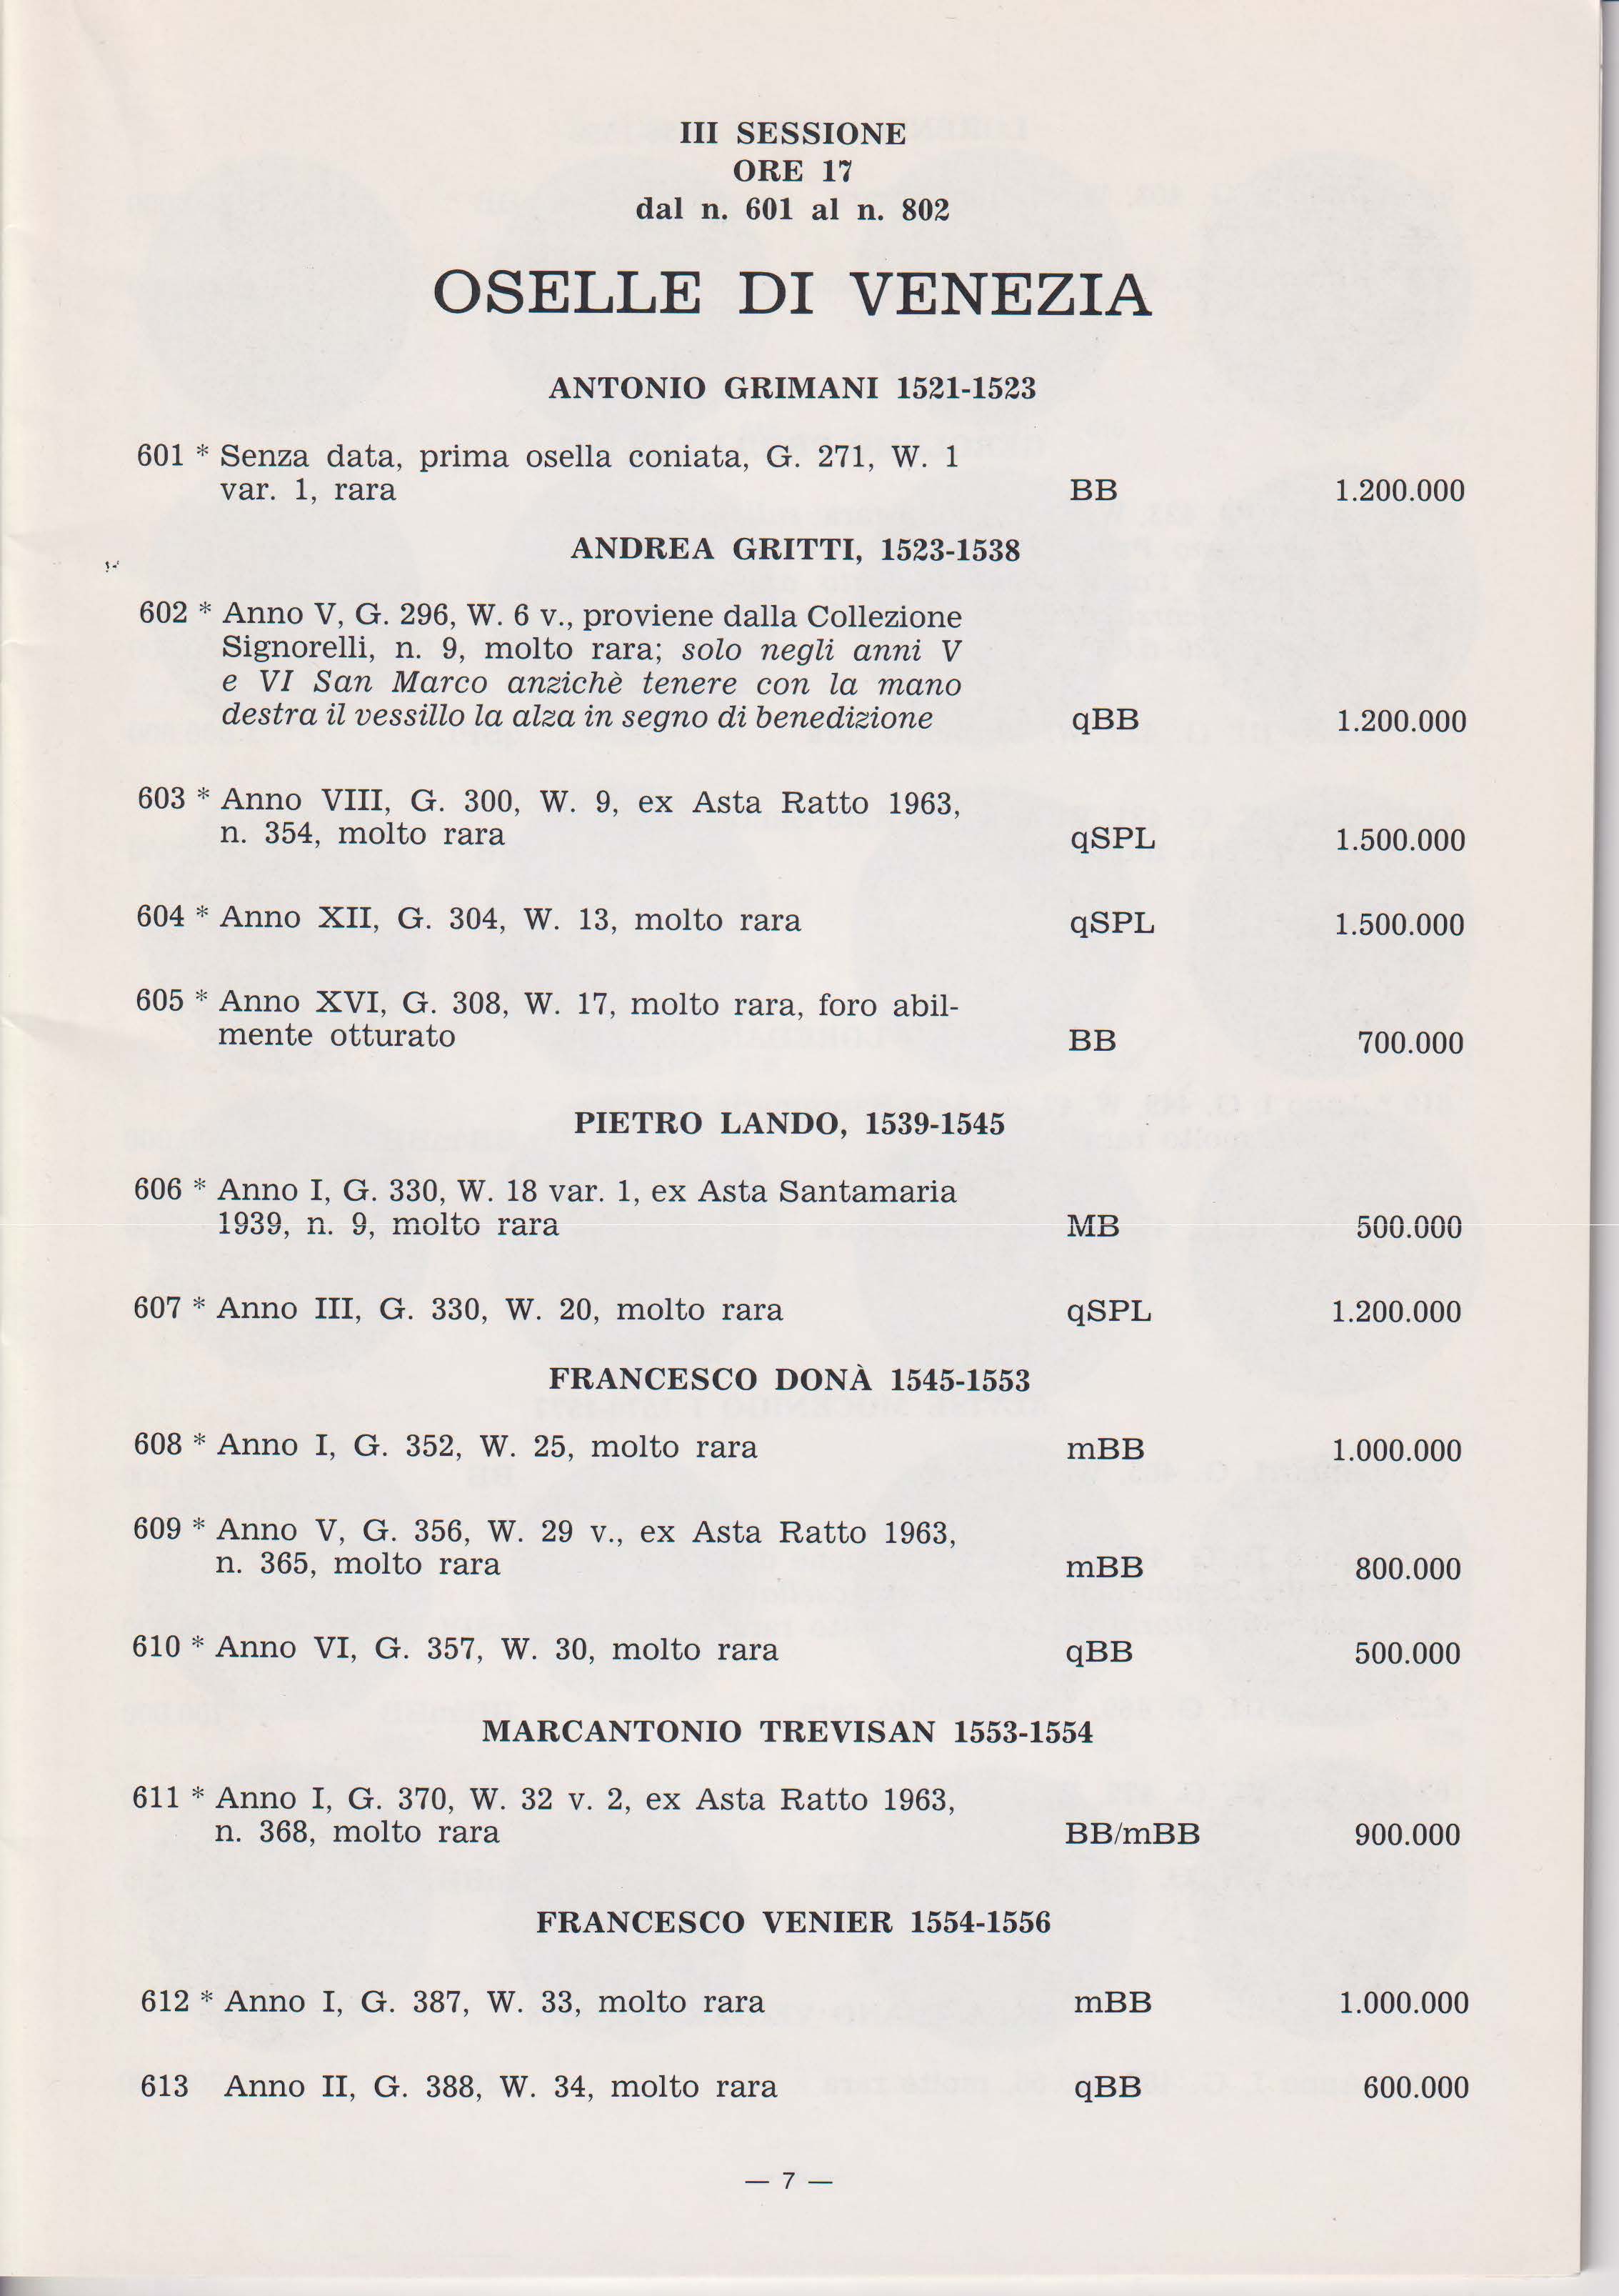 III SESSIONE
ORE 17
dal n. 601 al n. 802
OSELLE DI VENEZIA
ANTONIO GRIMANI 1521-1523
601 * Senza data, prima osella coniata, G. 271, W. 1
var. 1, rara BB 1.200.000
ANDREA GRITTI, 1523-1538
602 * Anno V, G. 296, W. 6 v., proviene dalla Collezione
Signorelli, n. 9, molto rara; solo negli anni V
e VI San Marco anzichè tenere con la mano
destra il vessillo la alza in segno di benedizione qBB 1.200.000
603 * Anno VIII, G. 300, W. 9, ex Asta Ratto 1963,
n. 354, molto rara qSPL 1.500.000
604 * Anno XII, G. 304, W. 13, molto rara qSPL 1.500.000
605 * Anno XVI, G. 308, W. 17, molto rara, foro abil-
mente otturato BB 700.000
PIETRO LANDO, 1539-1545
606 * Anno I, G. 330, W. 18 var. 1, ex Asta Santamaria
1939, n. 9, molto rara MB 500.000
607 * Anno III, G. 330, W. 20, molto rara qSPL 1.200.000
FRANCESCO DONÀ 1545-1553
608 * Anno I, G. 352, W. 25, molto rara mBB 1.000.000
609 * Anno V, G. 356, W. 29 v., ex Asta Ratto 1963,
n. 365, molto rara mBB 800.000
610 * Anno VI, G. 357, W. 30, molto rara qBB 500.000
MARCANTONIO TREVISAN 1553-1554
611 * Anno I, G. 370, W. 32 v. 2, ex Asta Ratto 1963,
n. 368, molto rara BB/mBB 900.000
FRANCESCO VENIER 1554-1556
612 * Anno I, G. 387, W. 33, molto rara mBB 1.000.000
613 Anno II, G. 388, W. 34, molto rara qBB 600.000
— 7 —